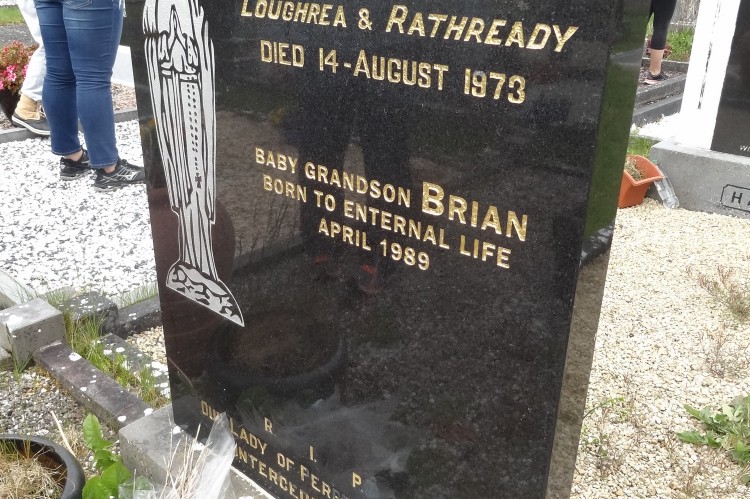 LOUGHREA & RATHREADY
DIED 14-AUGUST 1973
BABY GRANDSON BRIAN
BORN TO ENTERNAL LIFE
APRIL 1989
R I P
OUR LADY OF